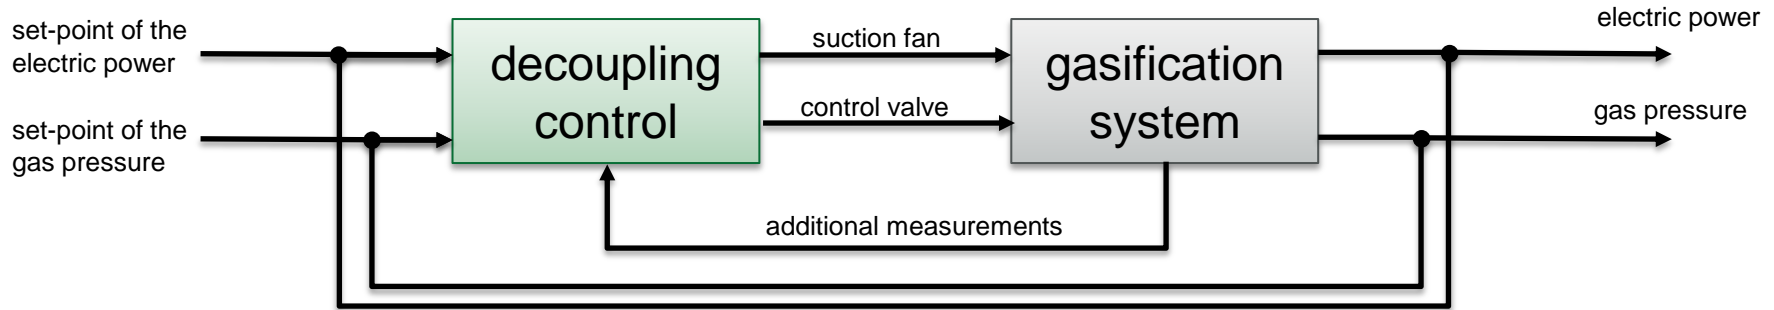 set-point of the
electric power
set-point of the
gas pressure
decoupling
control
suction fan
control valve
gasification
system
electric power
gas pressure
additional measurements